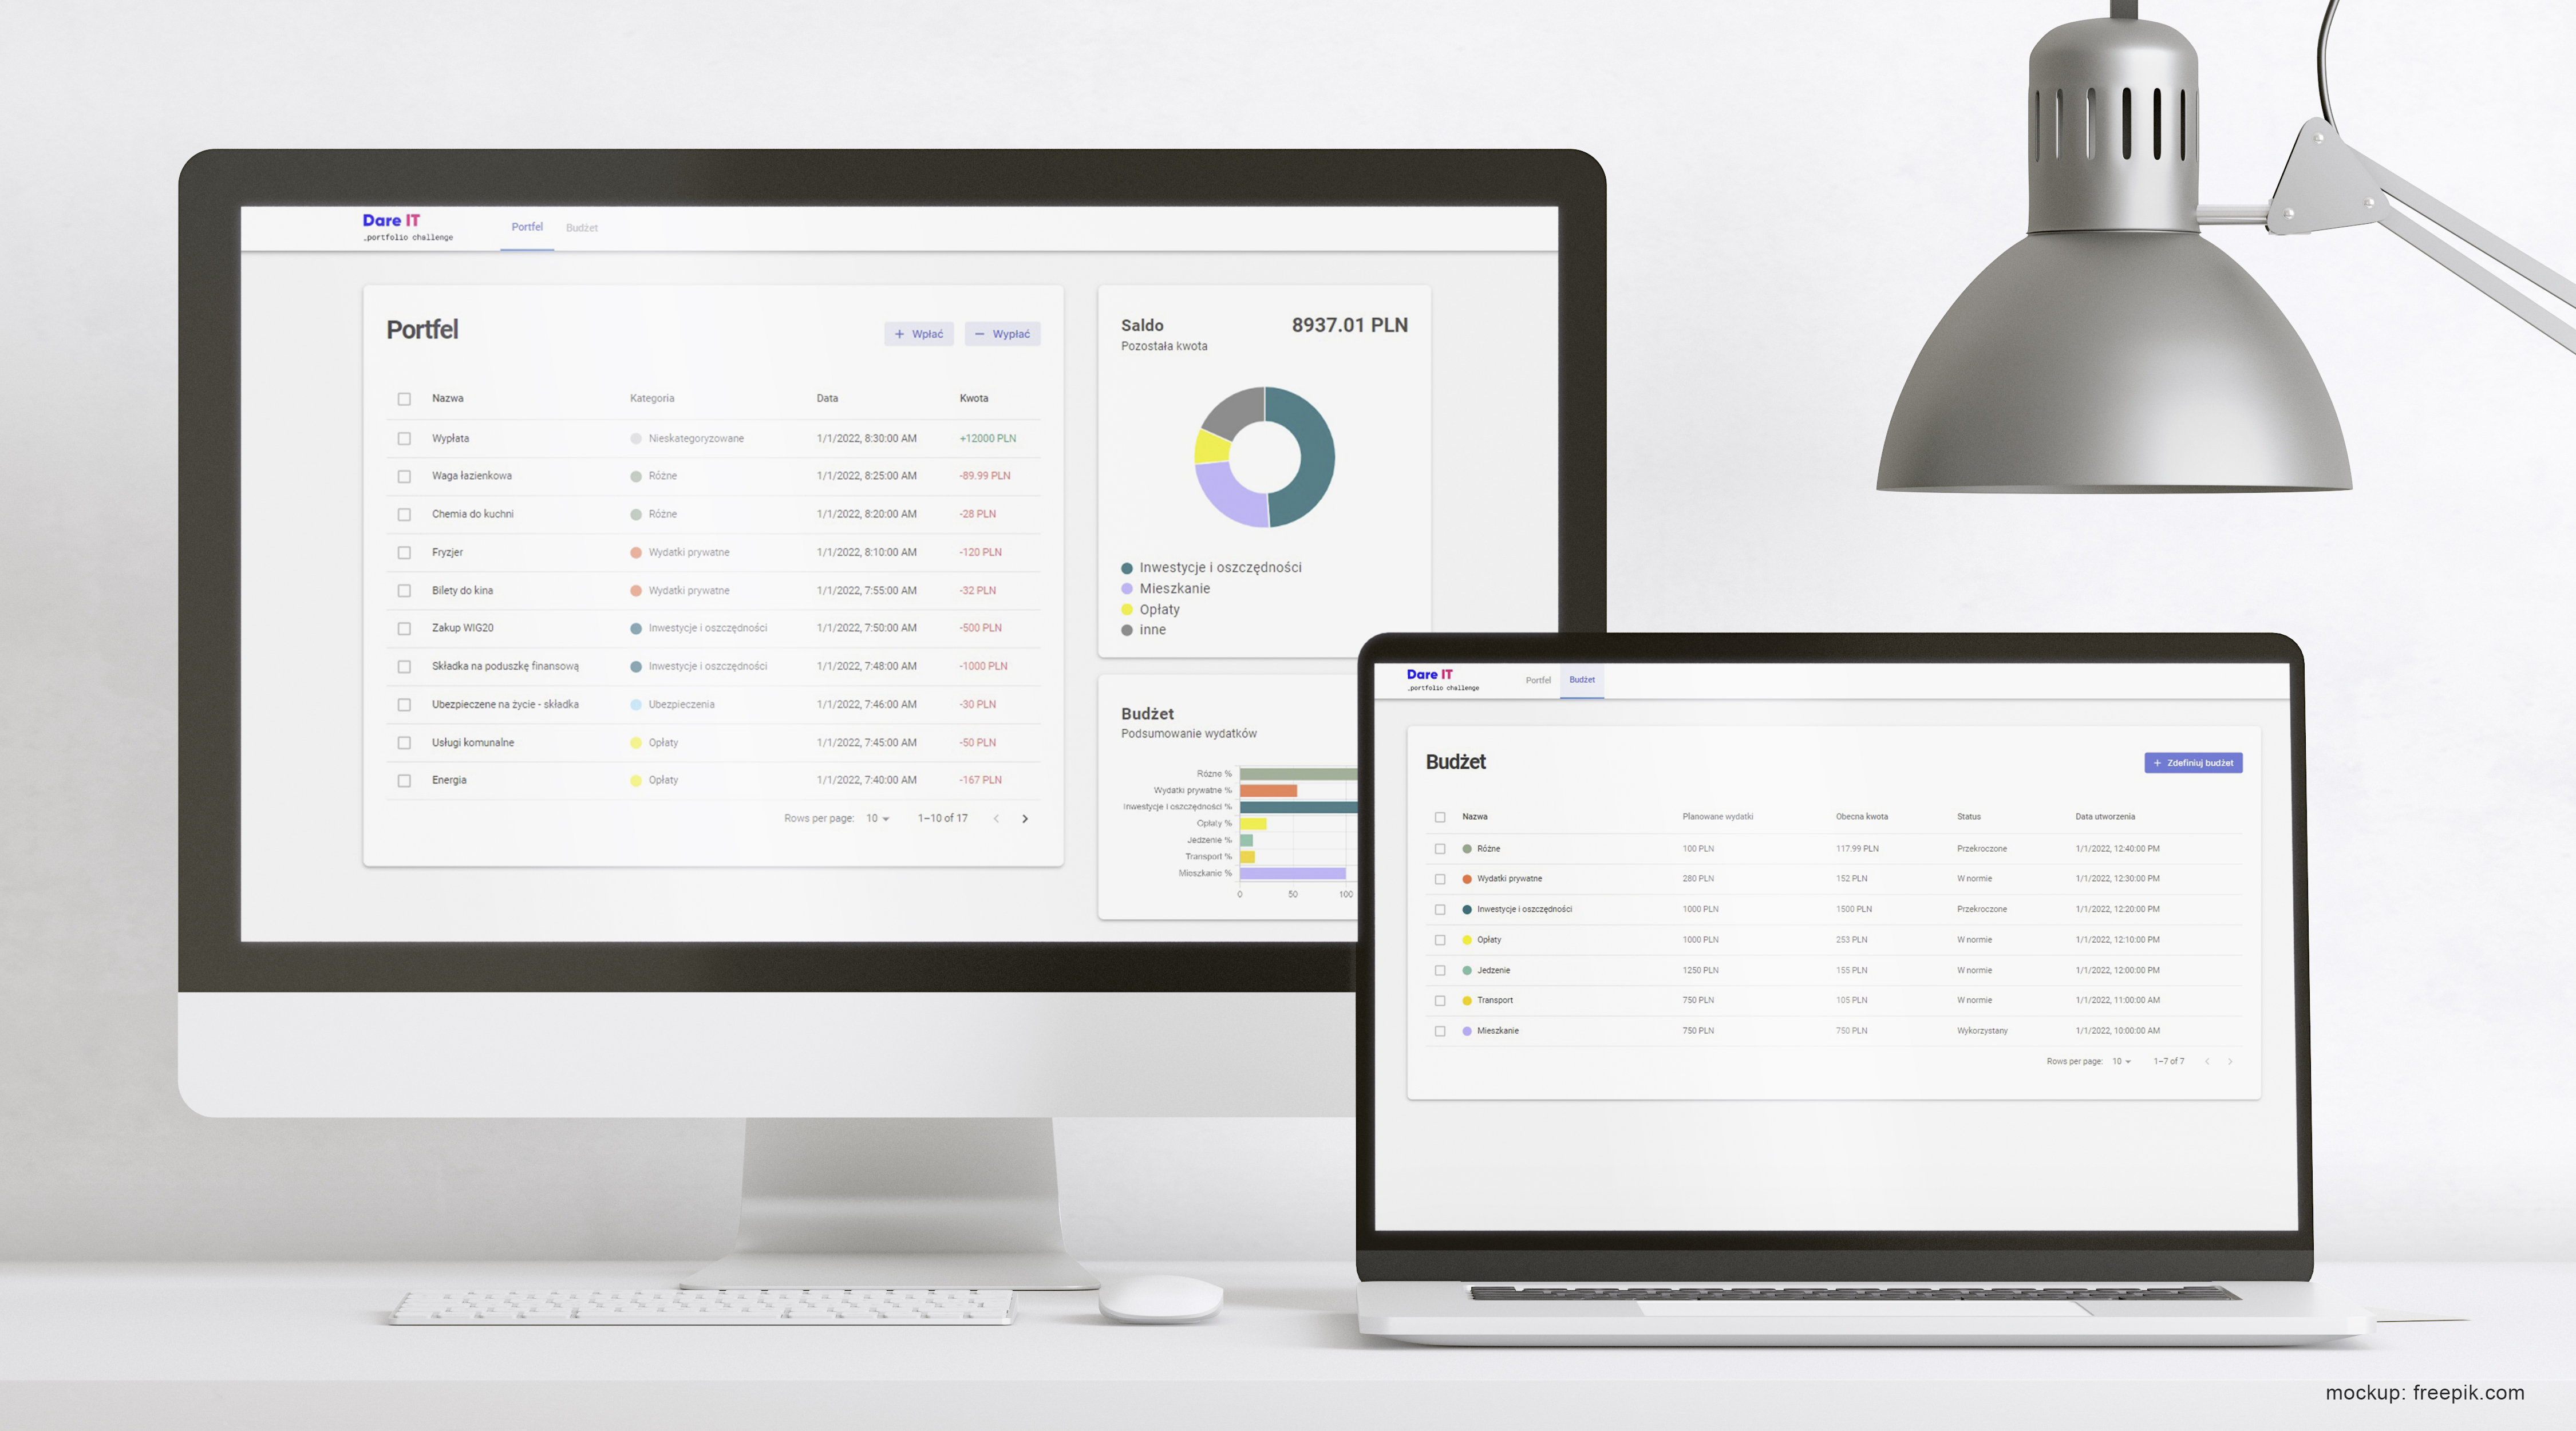 Dare IT
_portfolio challenge
Portfel Budżet
Portfel
+ Wpłać − Wypłać
Nazwa Kategoria Data Kwota
Wypłata Nieskategoryzowane 1/1/2022, 8:30:00 AM +12000 PLN
Waga łazienkowa Różne 1/1/2022, 8:25:00 AM -89.99 PLN
Chemia do kuchni Różne 1/1/2022, 8:20:00 AM -28 PLN
Fryzjer Wydatki prywatne 1/1/2022, 8:10:00 AM -120 PLN
Bilety do kina Wydatki prywatne 1/1/2022, 7:55:00 AM -32 PLN
Zakup WIG20 Inwestycje i oszczędności 1/1/2022, 7:50:00 AM -500 PLN
Składka na poduszkę finansową Inwestycje i oszczędności 1/1/2022, 7:48:00 AM -1000 PLN
Ubezpieczene na życie - składka Ubezpieczenia 1/1/2022, 7:46:00 AM -30 PLN
Usługi komunalne Opłaty 1/1/2022, 7:45:00 AM -50 PLN
Energia Opłaty 1/1/2022, 7:40:00 AM -167 PLN
Rows per page: 10 1–10 of 17
Saldo 8937.01 PLN
Pozostała kwota
Inwestycje i oszczędności
Mieszkanie
Opłaty
inne
Budżet
Podsumowanie wydatków
Różne %
Wydatki prywatne %
Inwestycje i oszczędności %
Opłaty %
Jedzenie %
Transport %
Mieszkanie %
0 50 100
Dare IT
_portfolio challenge
Portfel Budżet
Budżet
+ Zdefiniuj budżet
Nazwa Planowane wydatki Obecna kwota Status Data utworzenia
Różne 100 PLN 117.99 PLN Przekroczone 1/1/2022, 12:40:00 PM
Wydatki prywatne 280 PLN 152 PLN W normie 1/1/2022, 12:30:00 PM
Inwestycje i oszczędności 1000 PLN 1500 PLN Przekroczone 1/1/2022, 12:20:00 PM
Opłaty 1000 PLN 253 PLN W normie 1/1/2022, 12:10:00 PM
Jedzenie 1250 PLN 155 PLN W normie 1/1/2022, 12:00:00 PM
Transport 750 PLN 105 PLN W normie 1/1/2022, 11:00:00 AM
Mieszkanie 750 PLN 750 PLN Wykorzystany 1/1/2022, 10:00:00 AM
Rows per page: 10 1–7 of 7
mockup: freepik.com